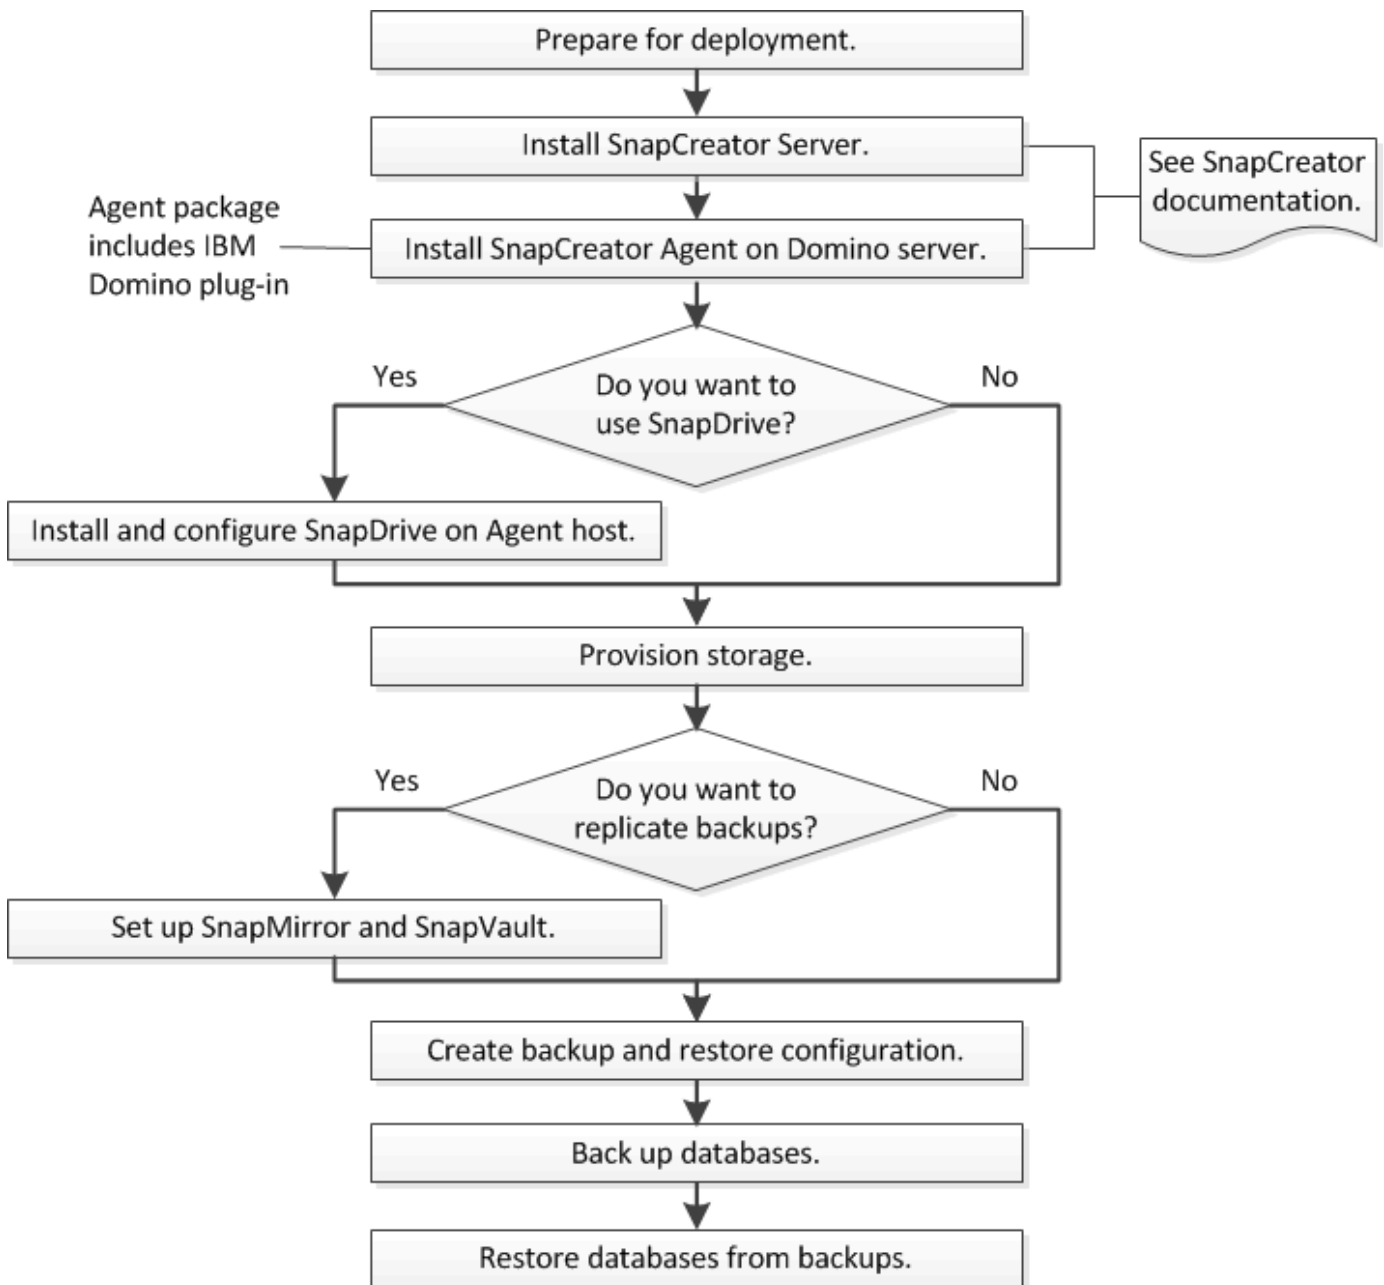 Prepare for deployment.
Install SnapCreator Server.
See SnapCreator
documentation.
Agent package
includes IBM
Domino plug-in
Install SnapCreator Agent on Domino server.
Do you want to
use SnapDrive?
Yes
No
Install and configure SnapDrive on Agent host.
Provision storage.
Do you want to
replicate backups?
Yes
No
Set up SnapMirror and SnapVault.
Create backup and restore configuration.
Back up databases.
Restore databases from backups.